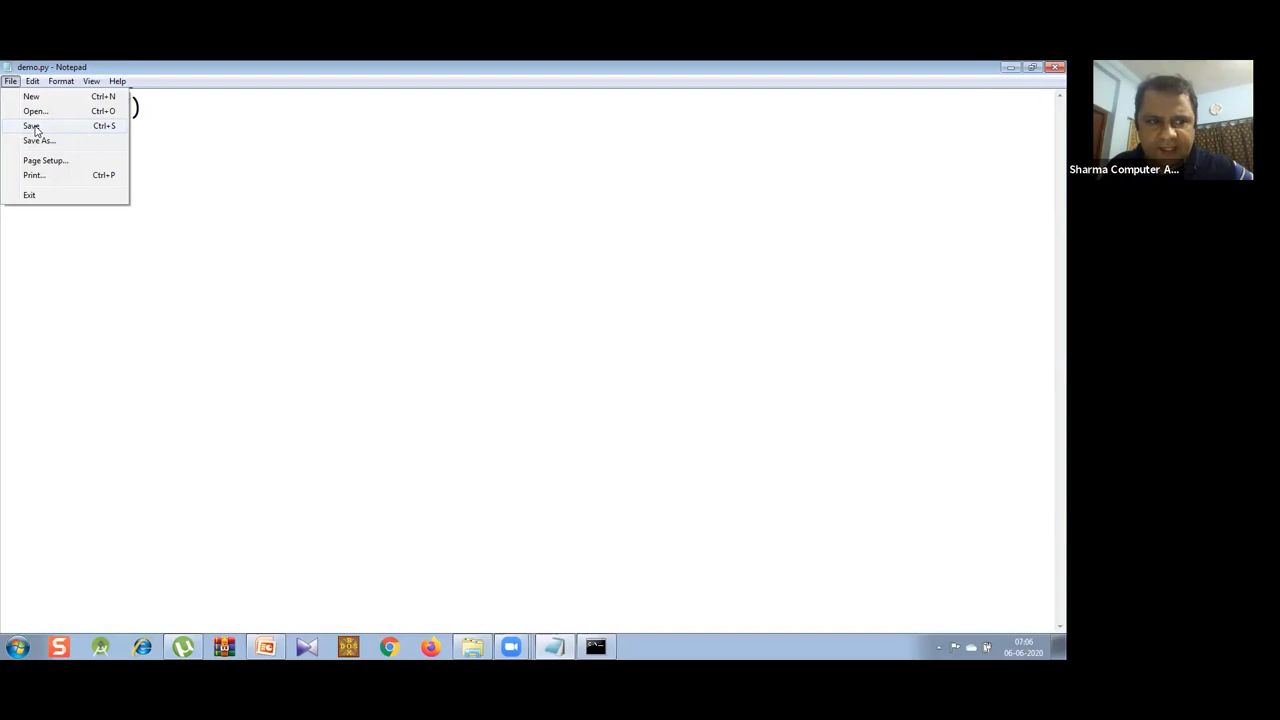 demo.py - Notepad
File Edit Format View Help
)
New Ctrl+N
Open... Ctrl+O
Save Ctrl+S
Save As...
Page Setup...
Print... Ctrl+P
Exit
Sharma Computer A...
07:06
06-06-2020